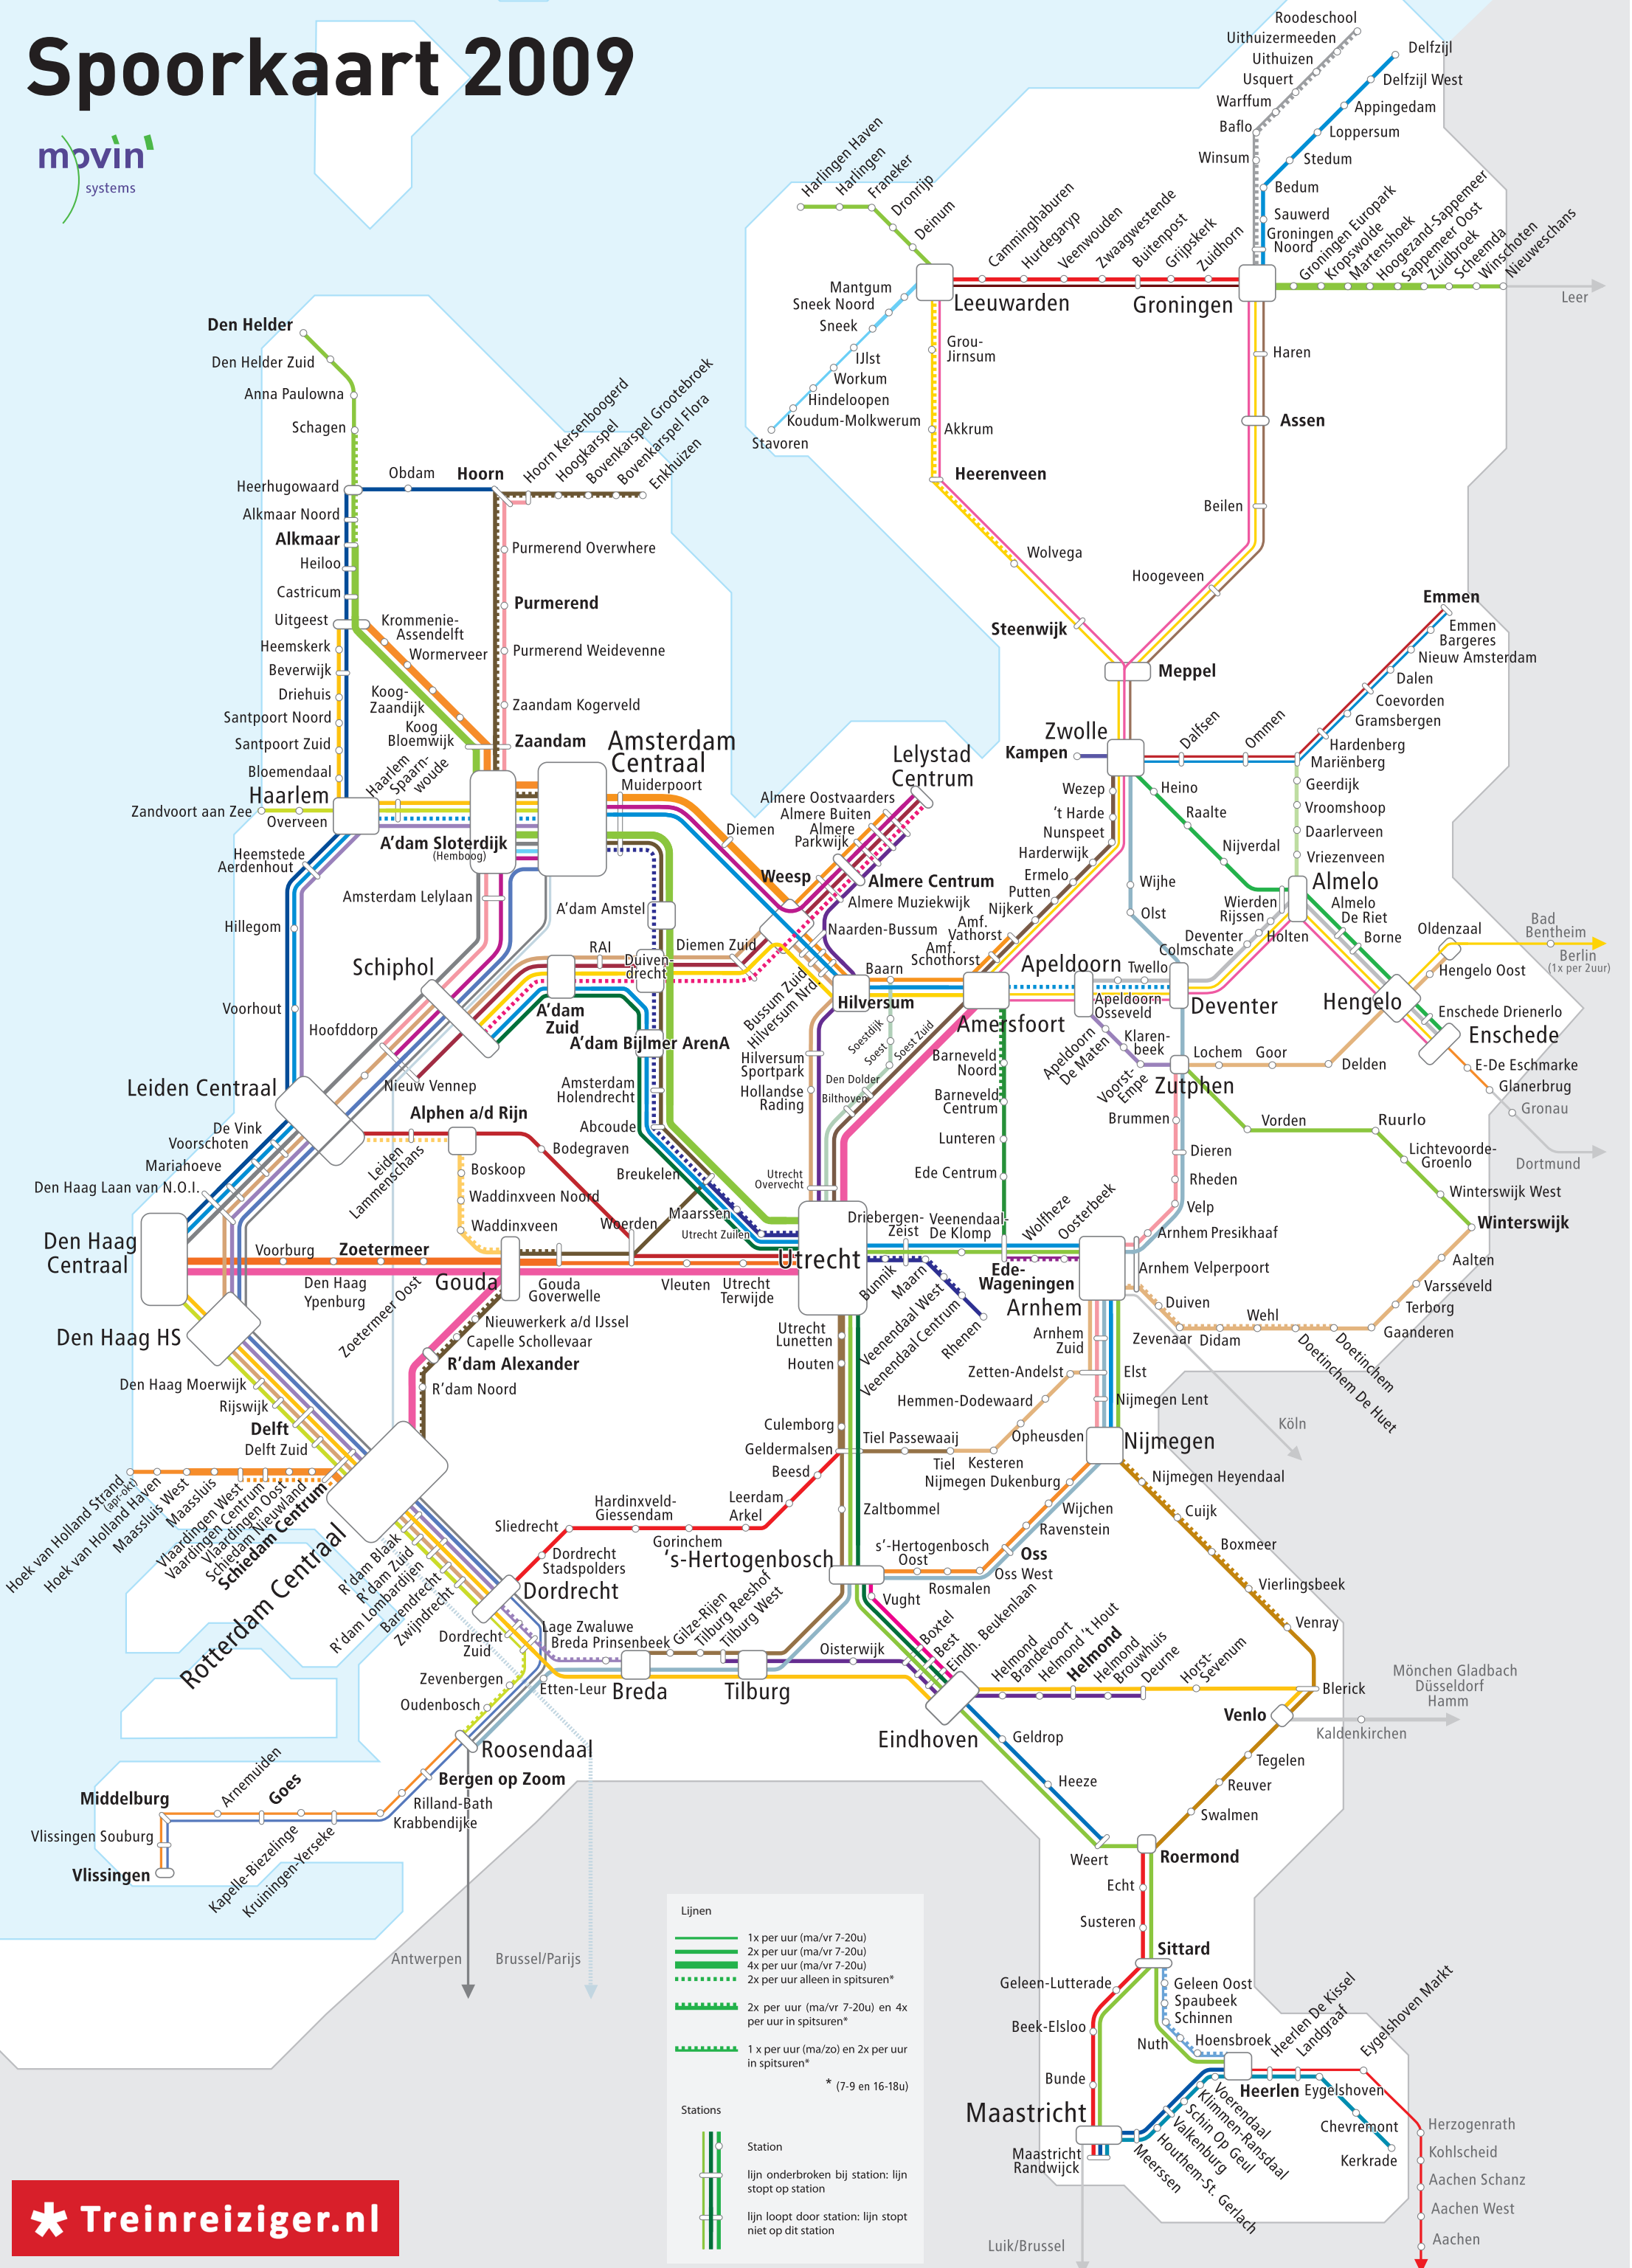 Spoorkaart 2009
movin'
systems
Roodeschool
Uithuizermeeden
Uithuizen
Usquert
Warffum
Baflo
Winsum
Delfzijl
Delfzijl West
Appingedam
Loppersum
Stedum
Bedum
Sauwerd
Groningen
Noord
Groningen Europark
Kropswolde
Martenshoek
Hoogezand-Sappemeer
Sappemeer Oost
Zuidbroek
Scheemda
Winschoten
Nieuweschans
Leer
Harlingen Haven
Harlingen
Franeker
Dronrijp
Deinum
Camminghaburen
Hurdegaryp
Veenwouden
Zwaagwestende
Buitenpost
Grijpskerk
Zuidhorn
Leeuwarden
Groningen
Mantgum
Sneek Noord
Sneek
IJlst
Workum
Hindeloopen
Koudum-Molkwerum
Stavoren
Grou-
Jirnsum
Akkrum
Heerenveen
Wolvega
Steenwijk
Haren
Assen
Beilen
Hoogeveen
Meppel
Den Helder
Den Helder Zuid
Anna Paulowna
Schagen
Heerhugowaard
Obdam
Hoorn
Hoorn Kersenboogerd
Hoogkarspel
Bovenkarspel Grootebroek
Bovenkarspel Flora
Enkhuizen
Alkmaar Noord
Alkmaar
Heiloo
Castricum
Uitgeest
Heemskerk
Beverwijk
Driehuis
Santpoort Noord
Santpoort Zuid
Bloemendaal
Haarlem
Zandvoort aan Zee
Overveen
Krommenie-
Assendelft
Wormerveer
Koog-
Zaandijk
Koog
Bloemwijk
Haarlem
Spaarn-
woude
Purmerend Overwhere
Purmerend
Purmerend Weidevenne
Zaandam Kogerveld
Zaandam
Amsterdam
Centraal
Muiderpoort
A'dam Sloterdijk
(Hemboog)
Amsterdam Lelylaan
Heemstede
Aerdenhout
Hillegom
Voorhout
Schiphol
Hoofddorp
Nieuw Vennep
Leiden Centraal
Diemen
Weesp
Lelystad
Centrum
Almere Oostvaarders
Almere Buiten
Almere
Parkwijk
Almere Centrum
Almere Muziekwijk
Naarden-Bussum
A'dam Amstel
RAI
Duiven-
drecht
Diemen Zuid
A'dam
Zuid
A'dam Bijlmer ArenA
Bussum Zuid
Hilversum Nrd.
Hilversum
Baarn
Hilversum
Sportpark
Hollandse
Rading
Soestdijk
Soest
Soest Zuid
Den Dolder
Bilthoven
Utrecht
Overvecht
Amsterdam
Holendrecht
Abcoude
Breukelen
Maarssen
Utrecht Zuilen
Emmen
Emmen
Bargeres
Nieuw Amsterdam
Dalen
Coevorden
Gramsbergen
Hardenberg
Mariënberg
Geerdijk
Vroomshoop
Daarlerveen
Vriezenveen
Zwolle
Kampen
Dalfsen
Ommen
Wezep
't Harde
Nunspeet
Harderwijk
Ermelo
Putten
Nijkerk
Amf.
Vathorst
Amf.
Schothorst
Heino
Raalte
Nijverdal
Wijhe
Olst
Almelo
Wierden
Rijssen
Holten
Deventer
Colmschate
Almelo
De Riet
Borne
Oldenzaal
Hengelo Oost
Bad
Bentheim
Berlin
(1x per 2uur)
Hengelo
Enschede Drienerlo
Enschede
E-De Eschmarke
Glanerbrug
Gronau
Dortmund
Apeldoorn
Twello
Deventer
Amersfoort
Apeldoorn
Osseveld
Apeldoorn
De Maten
Klaren-
beek
Voorst-
Empe
Zutphen
Lochem
Goor
Delden
Brummen
Dieren
Rheden
Velp
Arnhem Presikhaaf
Arnhem Velperpoort
Vorden
Ruurlo
Lichtevoorde-
Groenlo
Winterswijk West
Winterswijk
Aalten
Varsseveld
Terborg
Gaanderen
Doetinchem
Doetinchem De Huet
Wehl
Didam
Zevenaar
Duiven
Köln
Barneveld
Noord
Barneveld
Centrum
Lunteren
Ede Centrum
De Vink
Voorschoten
Mariahoeve
Den Haag Laan van N.O.I.
Den Haag
Centraal
Den Haag HS
Voorburg
Den Haag
Ypenburg
Zoetermeer
Zoetermeer Oost
Alphen a/d Rijn
Leiden
Lammenschans
Boskoop
Waddinxveen Noord
Waddinxveen
Bodegraven
Woerden
Gouda
Gouda
Goverwelle
Vleuten
Utrecht
Terwijde
Utrecht
Nieuwerkerk a/d IJssel
Capelle Schollevaar
R'dam Alexander
R'dam Noord
Driebergen-
Zeist
Veenendaal-
De Klomp
Wolfheze
Oosterbeek
Ede-
Wageningen
Bunnik
Maarn
Veenendaal West
Veenendaal Centrum
Rhenen
Arnhem
Arnhem
Zuid
Elst
Nijmegen Lent
Nijmegen
Zetten-Andelst
Hemmen-Dodewaard
Opheusden
Kesteren
Tiel
Tiel Passewaaij
Utrecht
Lunetten
Houten
Culemborg
Geldermalsen
Beesd
Leerdam
Arkel
Gorinchem
Hardinxveld-
Giessendam
Sliedrecht
Dordrecht
Stadspolders
Dordrecht
Zaltbommel
's-Hertogenbosch
s'-Hertogenbosch
Oost
Rosmalen
Oss West
Oss
Ravenstein
Wijchen
Nijmegen Dukenburg
Nijmegen Heyendaal
Cuijk
Boxmeer
Vierlingsbeek
Venray
Blerick
Venlo
Kaldenkirchen
Mönchen Gladbach
Düsseldorf
Hamm
Tegelen
Reuver
Swalmen
Den Haag Moerwijk
Rijswijk
Delft
Delft Zuid
Hoek van Holland Strand
(apr-okt)
Hoek van Holland Haven
Maassluis West
Maassluis
Vlaardingen West
Vaardingen Centrum
Vlaardingen Oost
Schiedam Nieuwland
Schiedam Centrum
Rotterdam Centraal
R'dam Blaak
R'dam Zuid
R'dam Lombardijen
Barendrecht
Zwijndrecht
Dordrecht
Zuid
Lage Zwaluwe
Breda Prinsenbeek
Zevenbergen
Oudenbosch
Etten-Leur
Breda
Gilze-Rijen
Tilburg Reeshof
Tilburg West
Tilburg
Oisterwijk
Vught
Boxtel
Best
Eindh. Beukenlaan
Eindhoven
Helmond
Brandevoort
Helmond 't Hout
Helmond
Helmond
Brouwhuis
Deurne
Horst-
Sevenum
Geldrop
Heeze
Weert
Roermond
Roosendaal
Bergen op Zoom
Rilland-Bath
Krabbendijke
Kruiningen-Yerseke
Kapelle-Biezelinge
Goes
Arnemuiden
Middelburg
Vlissingen Souburg
Vlissingen
Antwerpen
Brussel/Parijs
Echt
Susteren
Sittard
Geleen-Lutterade
Beek-Elsloo
Bunde
Maastricht
Maastricht
Randwijck
Luik/Brussel
Geleen Oost
Spaubeek
Schinnen
Nuth
Hoensbroek
Heerlen
Heerlen De Kissel
Landgraaf
Eygelshoven Markt
Eygelshoven
Chevremont
Kerkrade
Voerendaal
Klimmen-Ransdaal
Schin Op Geul
Valkenburg
Houthem-St. Gerlach
Meerssen
Herzogenrath
Kohlscheid
Aachen Schanz
Aachen West
Aachen
Lijnen
1x per uur (ma/vr 7-20u)
2x per uur (ma/vr 7-20u)
4x per uur (ma/vr 7-20u)
2x per uur alleen in spitsuren*
2x per uur (ma/vr 7-20u) en 4x
per uur in spitsuren*
1 x per uur (ma/zo) en 2x per uur
in spitsuren*
* (7-9 en 16-18u)
Stations
Station
lijn onderbroken bij station: lijn
stopt op station
lijn loopt door station: lijn stopt
niet op dit station
Treinreiziger.nl